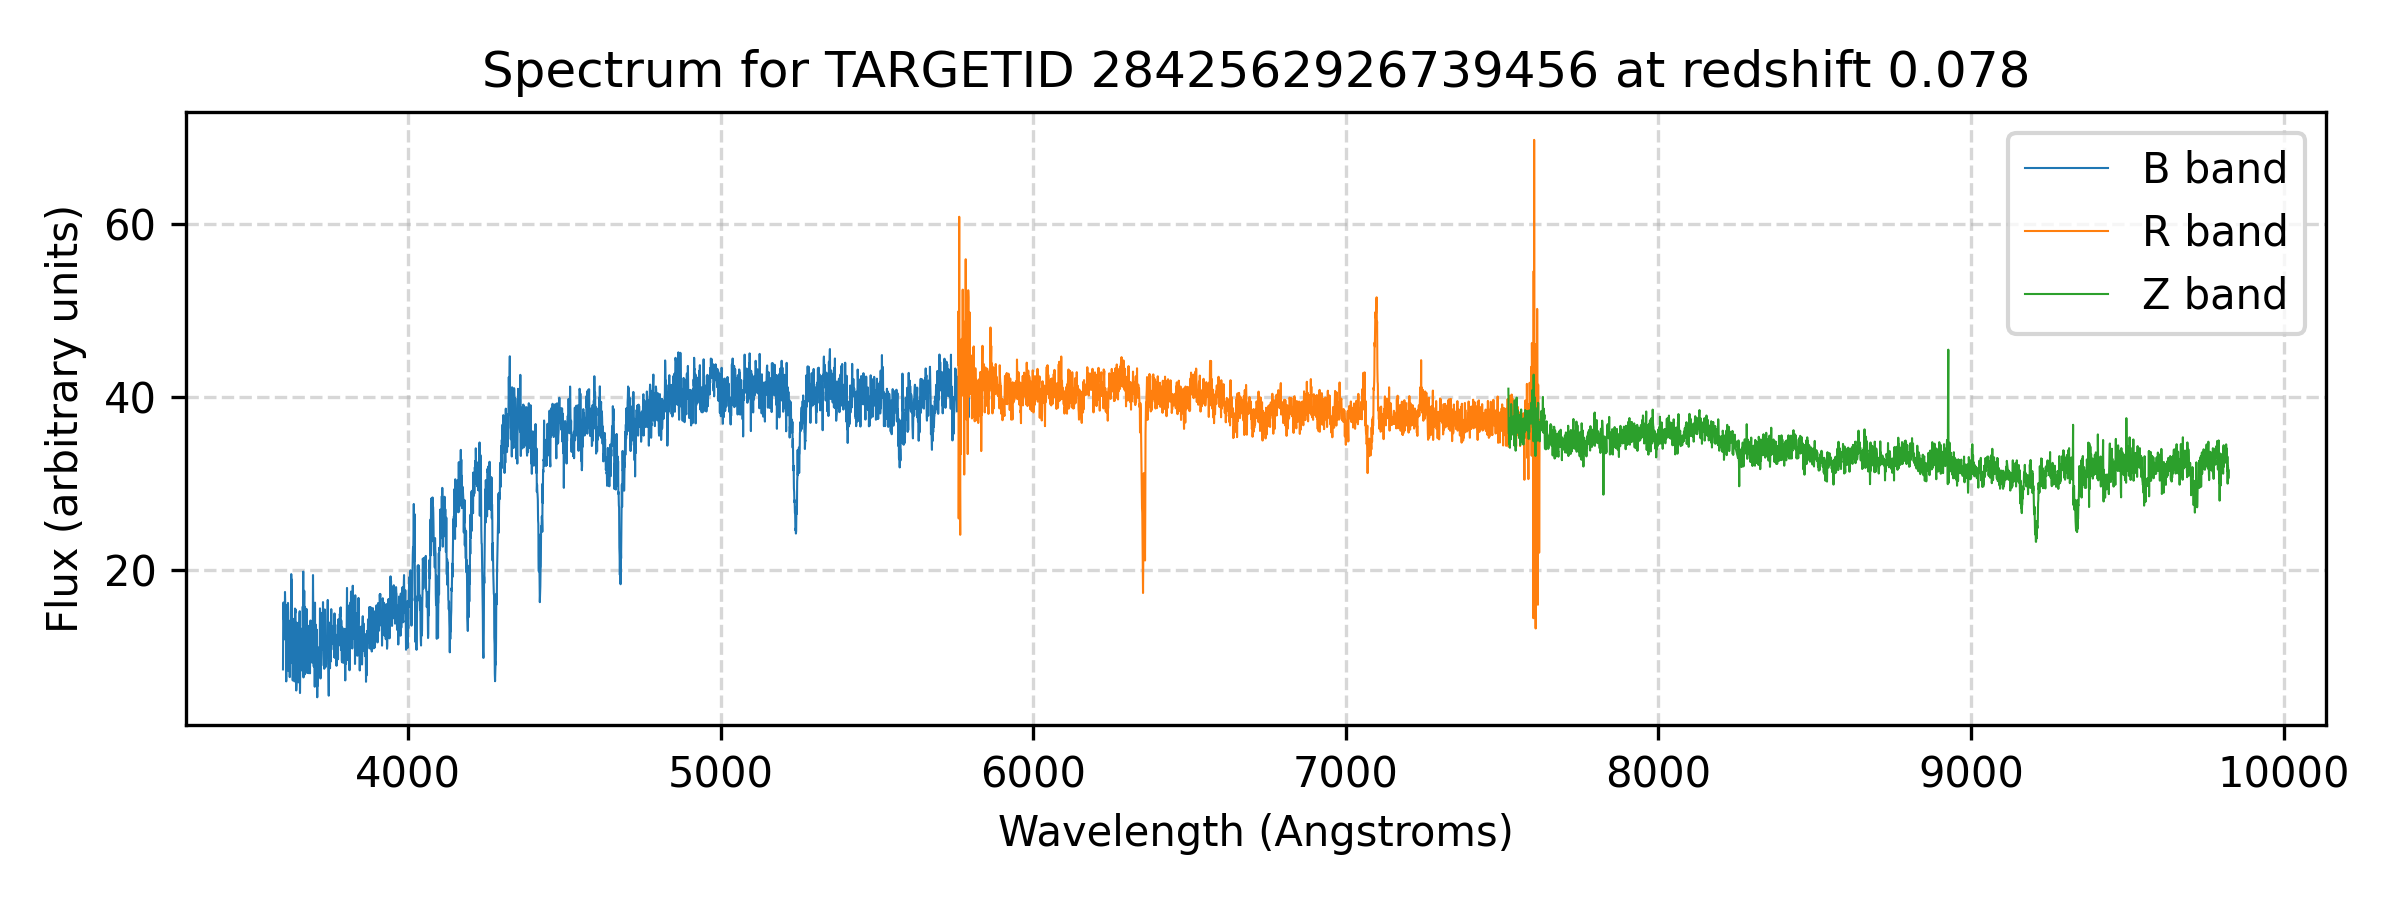 Spectrum for TARGETID 2842562926739456 at redshift 0.078
Flux (arbitrary units)
60
40
20
B band
R band
Z band
4000 5000 6000 7000 8000 9000 10000
Wavelength (Angstroms)